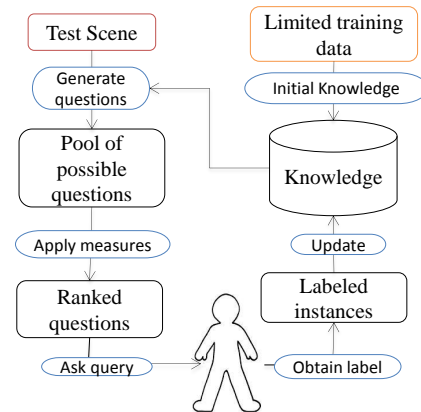 Test Scene
Generate
questions
Pool of
possible
questions
Apply measures
Ranked
questions
Ask query
Limited training
data
Initial Knowledge
Knowledge
Update
Labeled
instances
Obtain label